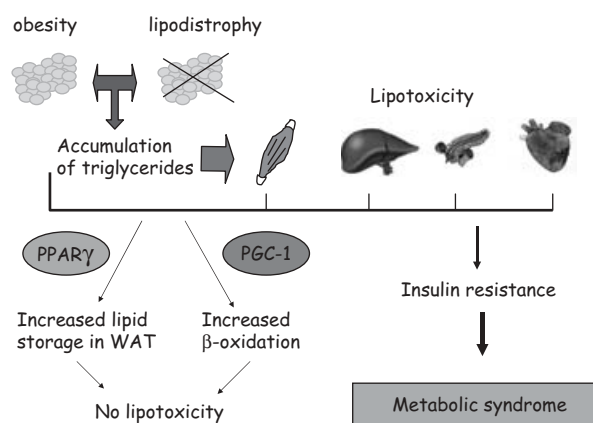 obesity
lipodistrophy
Lipotoxicity
Accumulation
of triglycerides
PPARγ
PGC-1
Insulin resistance
Increased lipid
storage in WAT
Increased
β-oxidation
No lipotoxicity
Metabolic syndrome